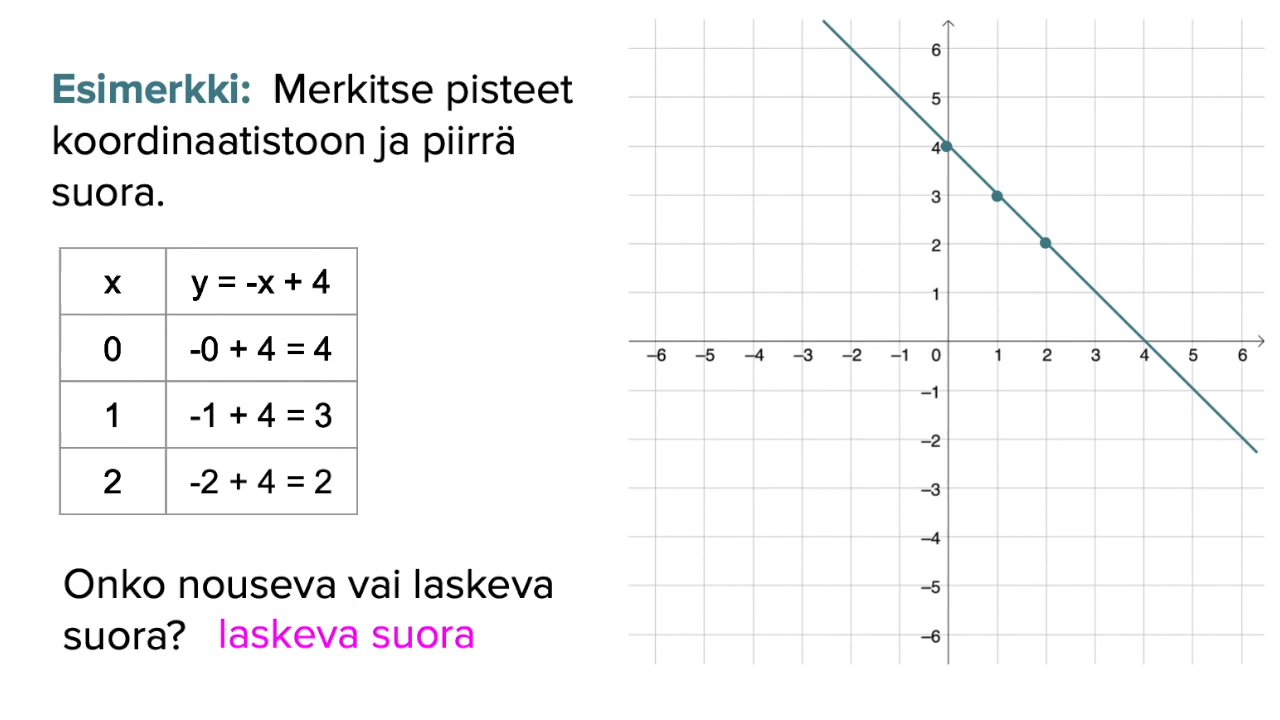 Esimerkki: Merkitse pisteet
koordinaatistoon ja piirrä
suora.
x y = -x + 4
0 -0 + 4 = 4
1 -1 + 4 = 3
2 -2 + 4 = 2
Onko nouseva vai laskeva
suora? laskeva suora
6
5
4
3
2
1
–6 –5 –4 –3 –2 –1 0 1 2 3 4 5 6
–1
–2
–3
–4
–5
–6